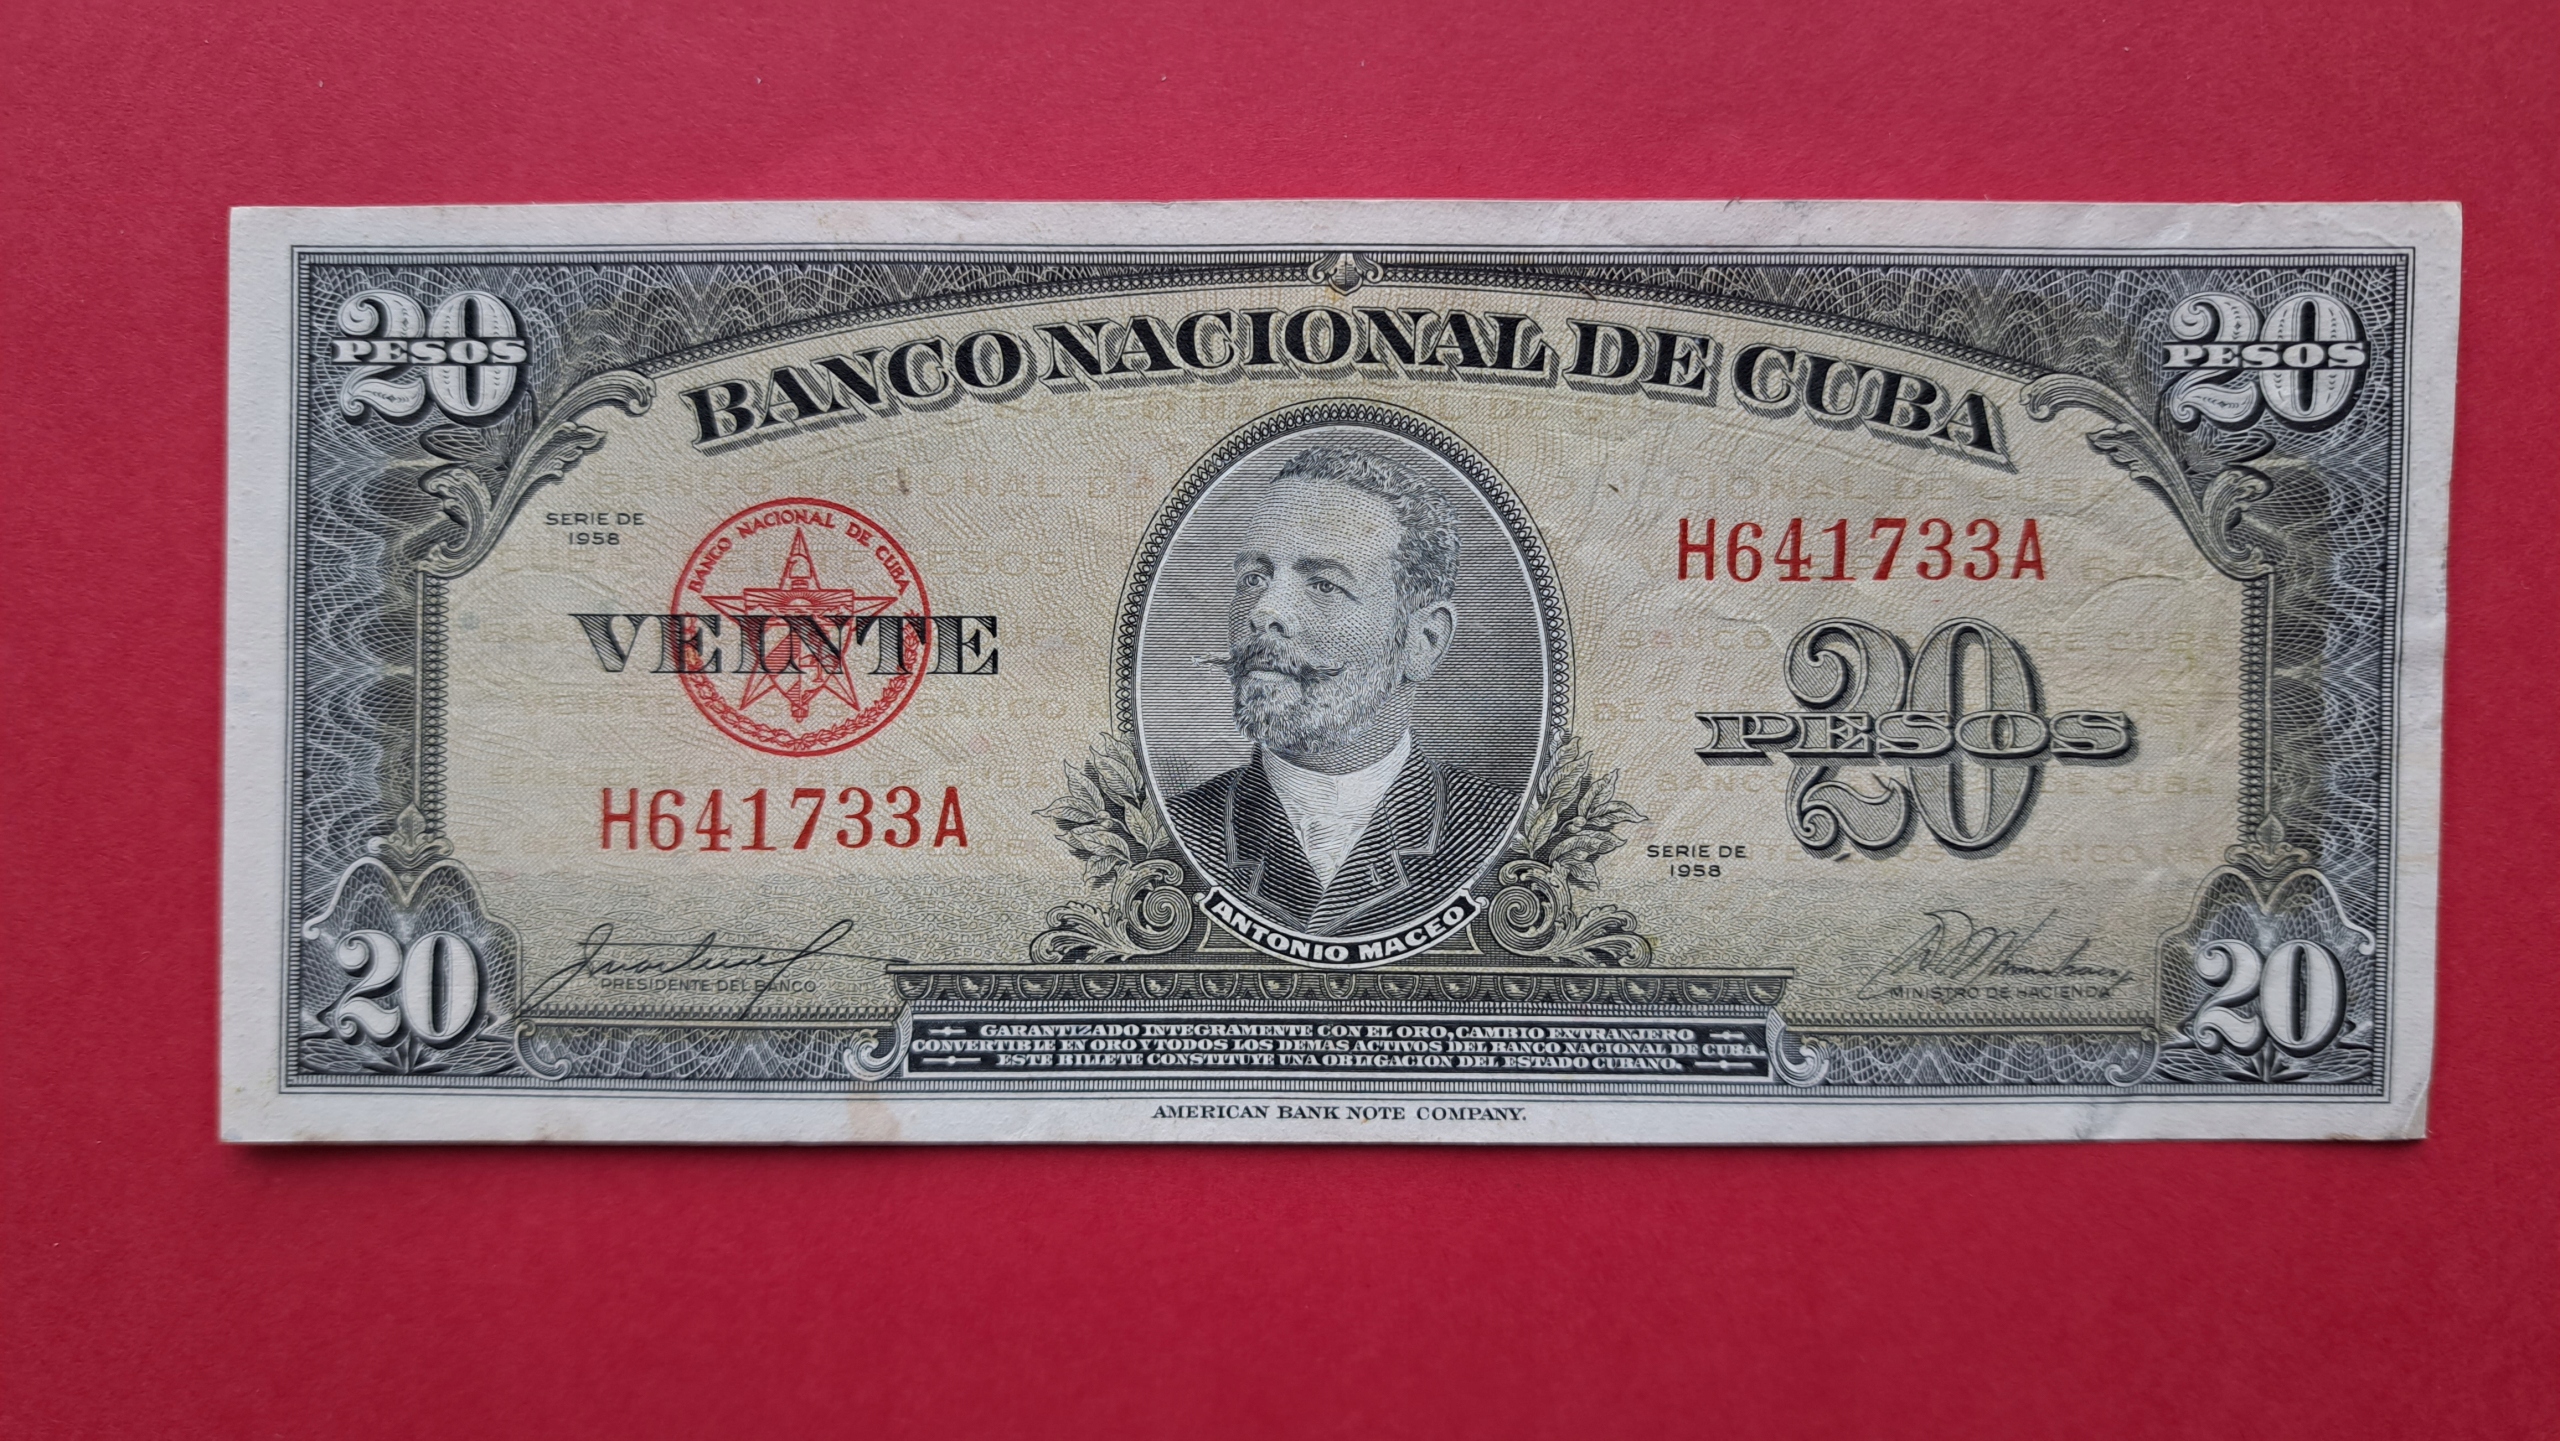 20
PESOS
20
PESOS
BANCO NACIONAL DE CUBA
SERIE DE
1958
BANCO NACIONAL DE CUBA
H641733A
VEINTE
20
PESOS
H641733A
SERIE DE
1958
ANTONIO MACEO
PRESIDENTE DEL BANCO
MINISTRO DE HACIENDA
20
20
GARANTIZADO INTEGRAMENTE CON EL ORO, CAMBIO EXTRANJERO
CONVERTIBLE EN ORO Y TODOS LOS DEMAS ACTIVOS DEL BANCO NACIONAL DE CUBA.
ESTE BILLETE CONSTITUYE UNA OBLIGACION DEL ESTADO CUBANO.
AMERICAN BANK NOTE COMPANY.